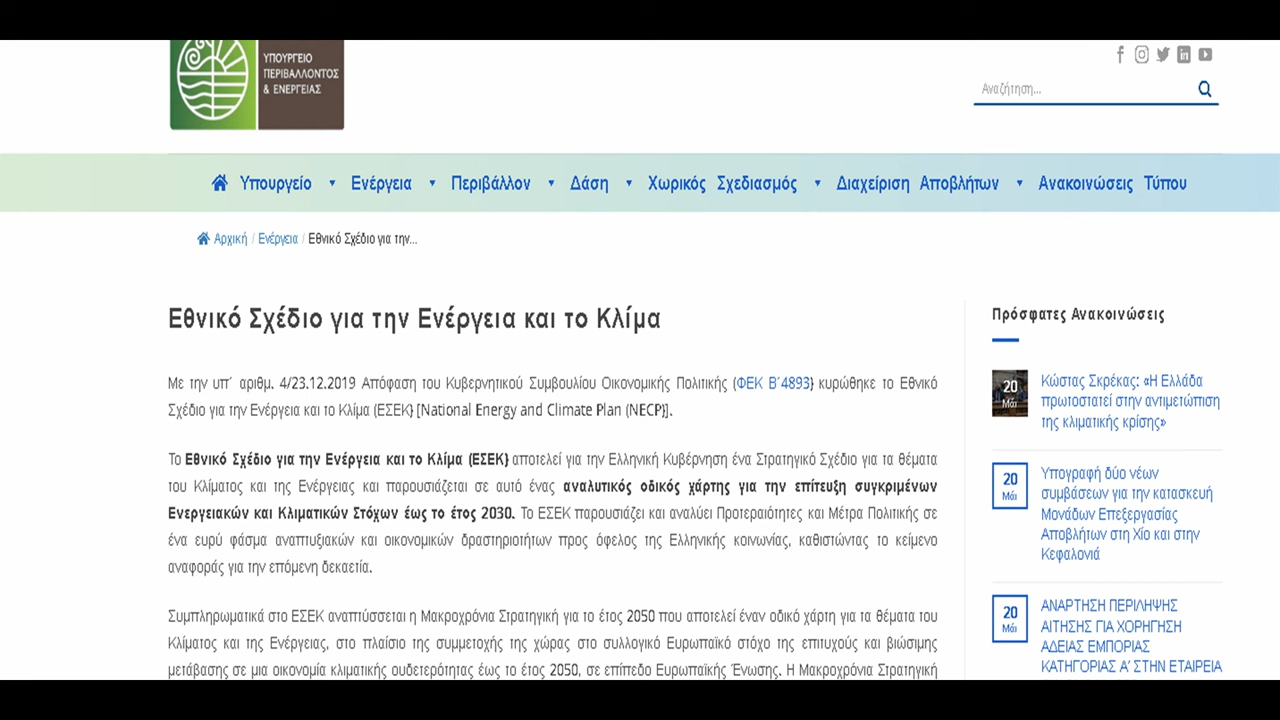 ΥΠΟΥΡΓΕΙΟ
ΠΕΡΙΒΑΛΛΟΝΤΟΣ
& ΕΝΕΡΓΕΙΑΣ
Αναζήτηση...
Υπουργείο Ενέργεια Περιβάλλον Δάση Χωρικός Σχεδιασμός Διαχείριση Αποβλήτων Ανακοινώσεις Τύπου
Αρχική / Ενέργεια / Εθνικό Σχέδιο για την...
Εθνικό Σχέδιο για την Ενέργεια και το Κλίμα
Με την υπ΄ αριθμ. 4/23.12.2019 Απόφαση του Κυβερνητικού Συμβουλίου Οικονομικής Πολιτικής (ΦΕΚ Β΄4893) κυρώθηκε το Εθνικό
Σχέδιο για την Ενέργεια και το Κλίμα (ΕΣΕΚ) [National Energy and Climate Plan (NECP)].
Το Εθνικό Σχέδιο για την Ενέργεια και το Κλίμα (ΕΣΕΚ) αποτελεί για την Ελληνική Κυβέρνηση ένα Στρατηγικό Σχέδιο για τα θέματα
του Κλίματος και της Ενέργειας και παρουσιάζεται σε αυτό ένας αναλυτικός οδικός χάρτης για την επίτευξη συγκριμένων
Ενεργειακών και Κλιματικών Στόχων έως το έτος 2030. Το ΕΣΕΚ παρουσιάζει και αναλύει Προτεραιότητες και Μέτρα Πολιτικής σε
ένα ευρύ φάσμα αναπτυξιακών και οικονομικών δραστηριοτήτων προς όφελος της Ελληνικής κοινωνίας, καθιστώντας το κείμενο
αναφοράς για την επόμενη δεκαετία.
Συμπληρωματικά στο ΕΣΕΚ αναπτύσσεται η Μακροχρόνια Στρατηγική για το έτος 2050 που αποτελεί έναν οδικό χάρτη για τα θέματα του
Κλίματος και της Ενέργειας, στο πλαίσιο της συμμετοχής της χώρας στο συλλογικό Ευρωπαϊκό στόχο της επιτυχούς και βιώσιμης
μετάβασης σε μια οικονομία κλιματικής ουδετερότητας έως το έτος 2050, σε επίπεδο Ευρωπαϊκής Ένωσης. Η Μακροχρόνια Στρατηγική
Πρόσφατες Ανακοινώσεις
20
Μάι
Κώστας Σκρέκας: «Η Ελλάδα
πρωτοστατεί στην αντιμετώπιση
της κλιματικής κρίσης»
20
Μάι
Υπογραφή δύο νέων
συμβάσεων για την κατασκευή
Μονάδων Επεξεργασίας
Αποβλήτων στη Χίο και στην
Κεφαλονιά
20
Μάι
ΑΝΑΡΤΗΣΗ ΠΕΡΙΛΗΨΗΣ
ΑΙΤΗΣΗΣ ΓΙΑ ΧΟΡΗΓΗΣΗ
ΑΔΕΙΑΣ ΕΜΠΟΡΙΑΣ
ΚΑΤΗΓΟΡΙΑΣ Α΄ ΣΤΗΝ ΕΤΑΙΡΕΙΑ